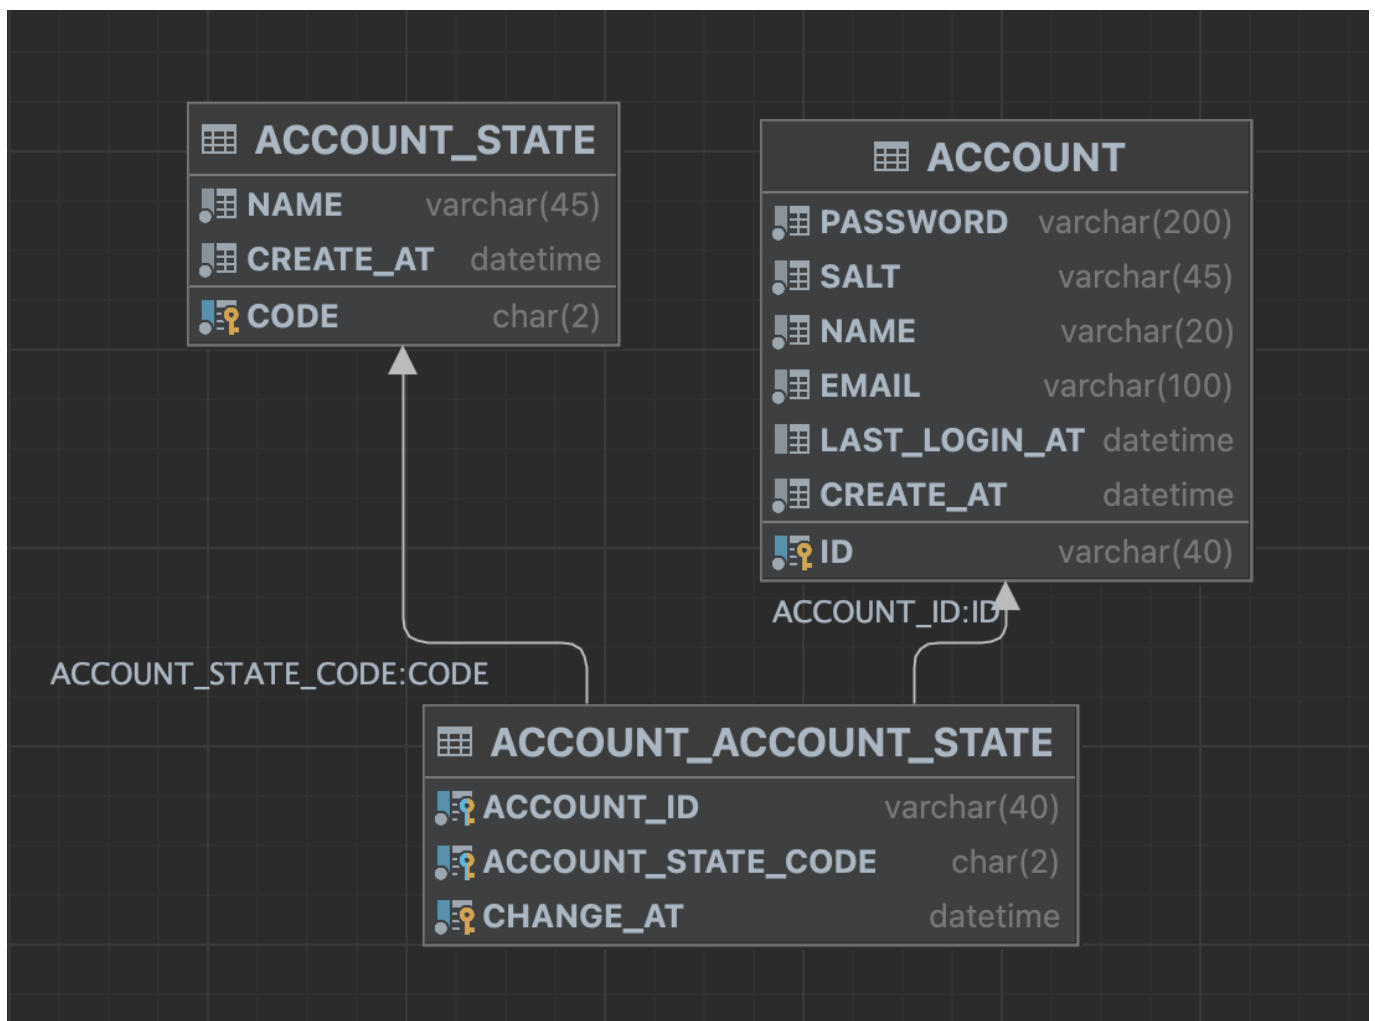 ACCOUNT_STATE
NAME varchar(45)
CREATE_AT datetime
CODE char(2)
ACCOUNT
PASSWORD varchar(200)
SALT varchar(45)
NAME varchar(20)
EMAIL varchar(100)
LAST_LOGIN_AT datetime
CREATE_AT datetime
ID varchar(40)
ACCOUNT_ID:ID
ACCOUNT_STATE_CODE:CODE
ACCOUNT_ACCOUNT_STATE
ACCOUNT_ID varchar(40)
ACCOUNT_STATE_CODE char(2)
CHANGE_AT datetime